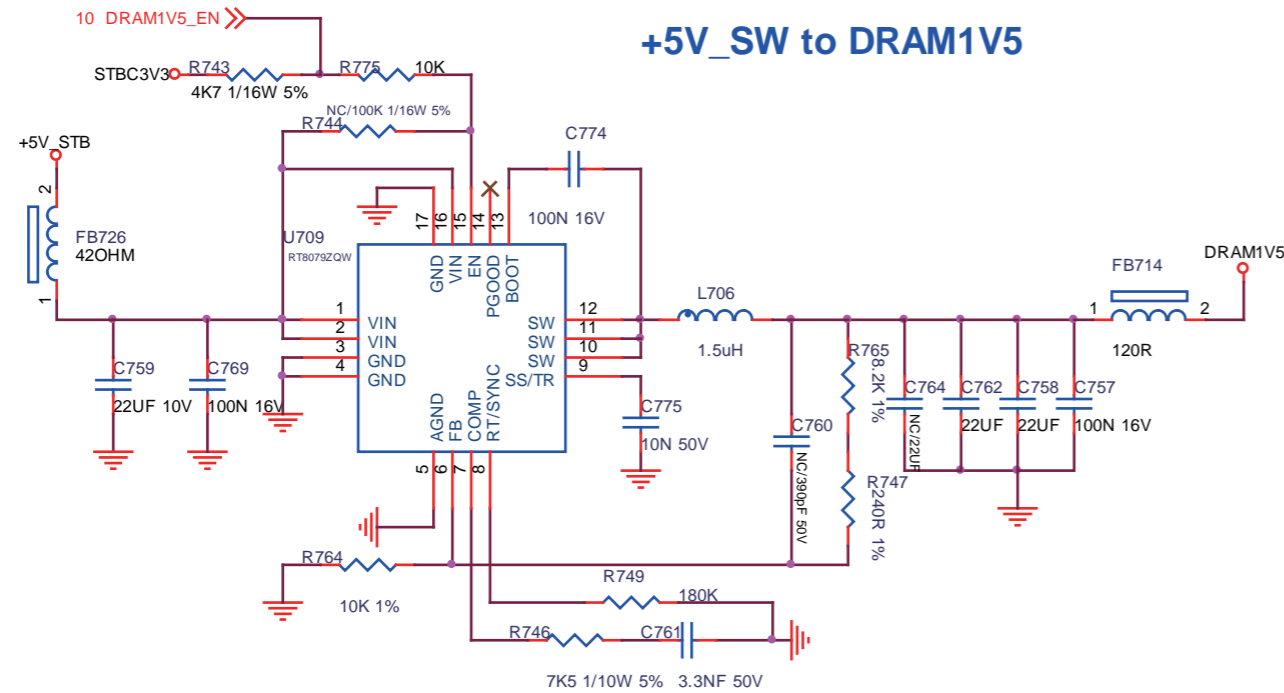 10 DRAM1V5_EN
+5V_SW to DRAM1V5
STBC3V3
R743
R775
10K
4K7 1/16W 5%
NC/100K 1/16W 5%
R744
C774
+5V_STB
2
FB726
42OHM
1
100N 16V
U709
RT8079ZQW
17
16
15
14
13
GND
VIN
EN
PGOOD
BOOT
DRAM1V5
FB714
1
2
120R
L706
1.5uH
1
2
3
4
VIN
VIN
GND
GND
12
11
10
9
SW
SW
SW
SS/TR
C759
22UF 10V
C769
100N 16V
AGND
FB
COMP
RT/SYNC
5
6
7
8
C775
10N 50V
C760
NC/390pF 50V
R765
8.2K 1%
R747
240R 1%
C764
NC/22UF
C762
22UF
C758
22UF
C757
100N 16V
R764
10K 1%
R749
180K
R746
C761
7K5 1/10W 5%
3.3NF 50V